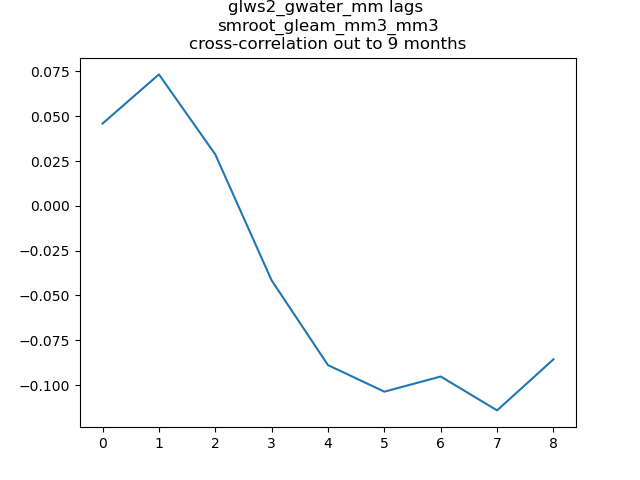 glws2_gwater_mm lags
smroot_gleam_mm3_mm3
cross-correlation out to 9 months
0.075
0.050
0.025
0.000
−0.025
−0.050
−0.075
−0.100
0 1 2 3 4 5 6 7 8